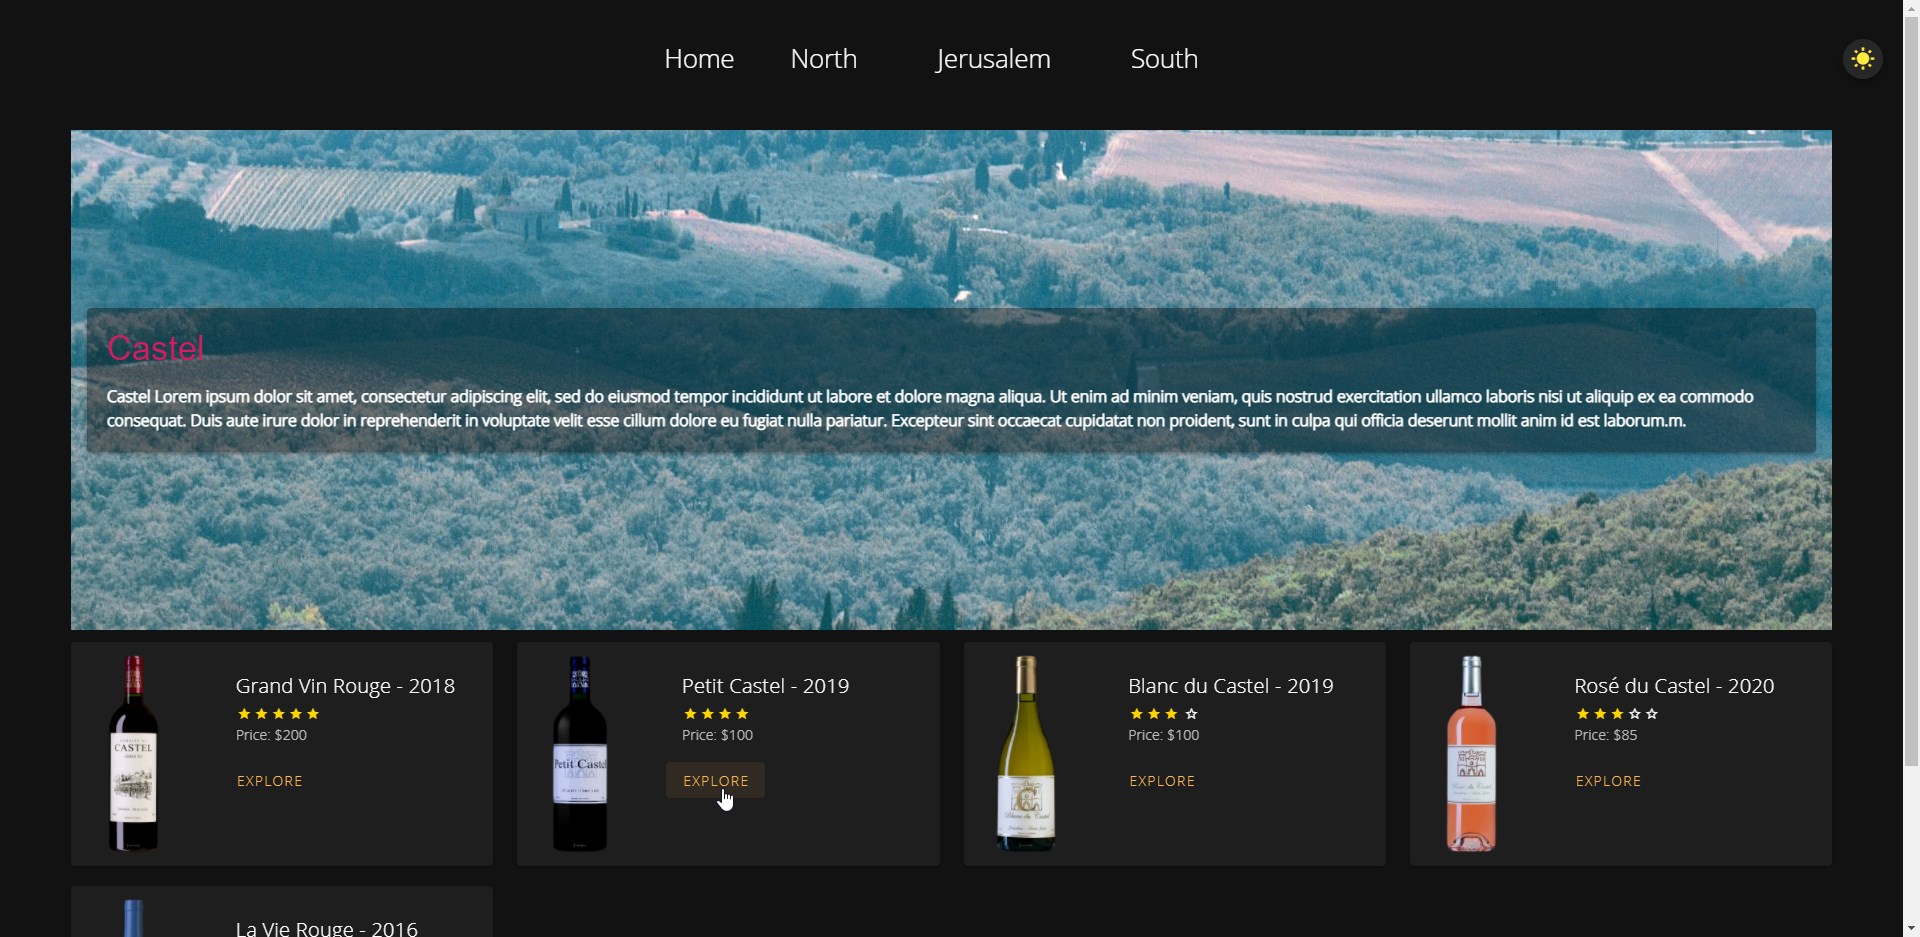 Home North Jerusalem South
Castel
Castel Lorem ipsum dolor sit amet, consectetur adipiscing elit, sed do eiusmod tempor incididunt ut labore et dolore magna aliqua. Ut enim ad minim veniam, quis nostrud exercitation ullamco laboris nisi ut aliquip ex ea commodo
consequat. Duis aute irure dolor in reprehenderit in voluptate velit esse cillum dolore eu fugiat nulla pariatur. Excepteur sint occaecat cupidatat non proident, sunt in culpa qui officia deserunt mollit anim id est laborum.m.
Grand Vin Rouge - 2018
Price: $200
EXPLORE
CASTEL
Petit Castel - 2019
Price: $100
EXPLORE
Petit Castel
Blanc du Castel - 2019
Price: $100
EXPLORE
Blanc du Castel
Rosé du Castel - 2020
Price: $85
EXPLORE
La Vie Rouge - 2016